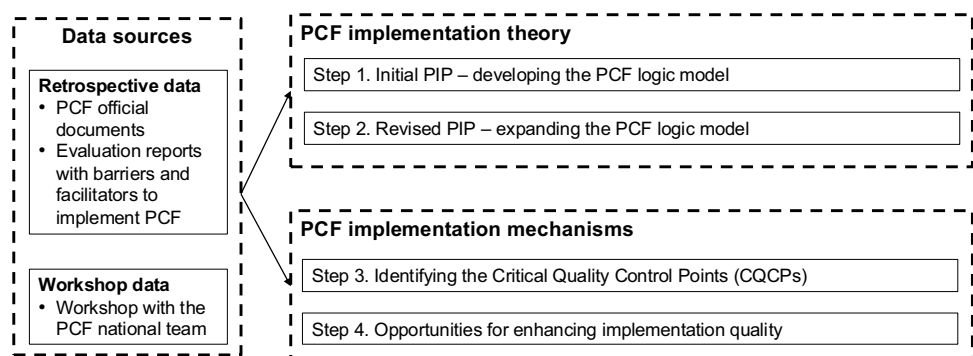 Data sources
Retrospective data
• PCF official
documents
• Evaluation reports
with barriers and
facilitators to
implement PCF
Workshop data
• Workshop with the
PCF national team
PCF implementation theory
Step 1. Initial PIP – developing the PCF logic model
Step 2. Revised PIP – expanding the PCF logic model
PCF implementation mechanisms
Step 3. Identifying the Critical Quality Control Points (CQCPs)
Step 4. Opportunities for enhancing implementation quality